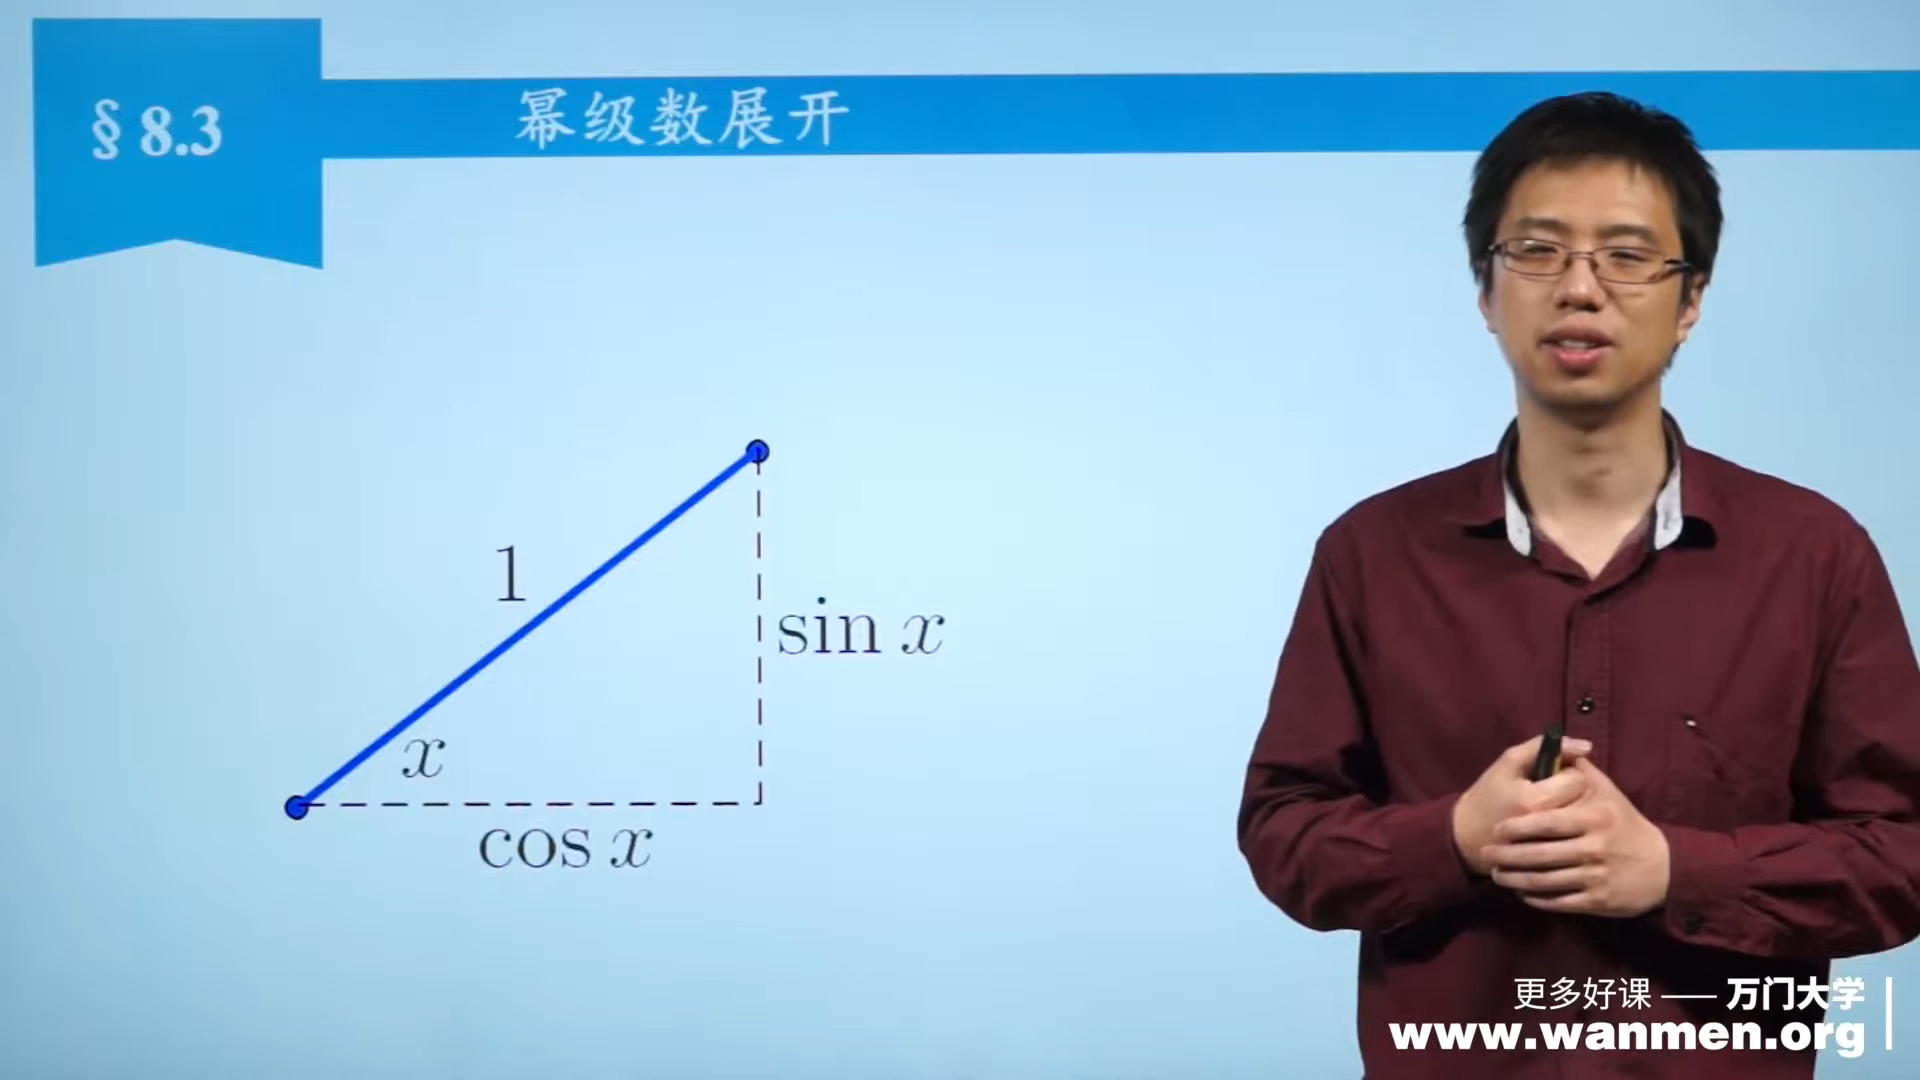 § 8.3
幂级数展开
1
sin x
x
cos x
更多好课 —— 万门大学
www.wanmen.org